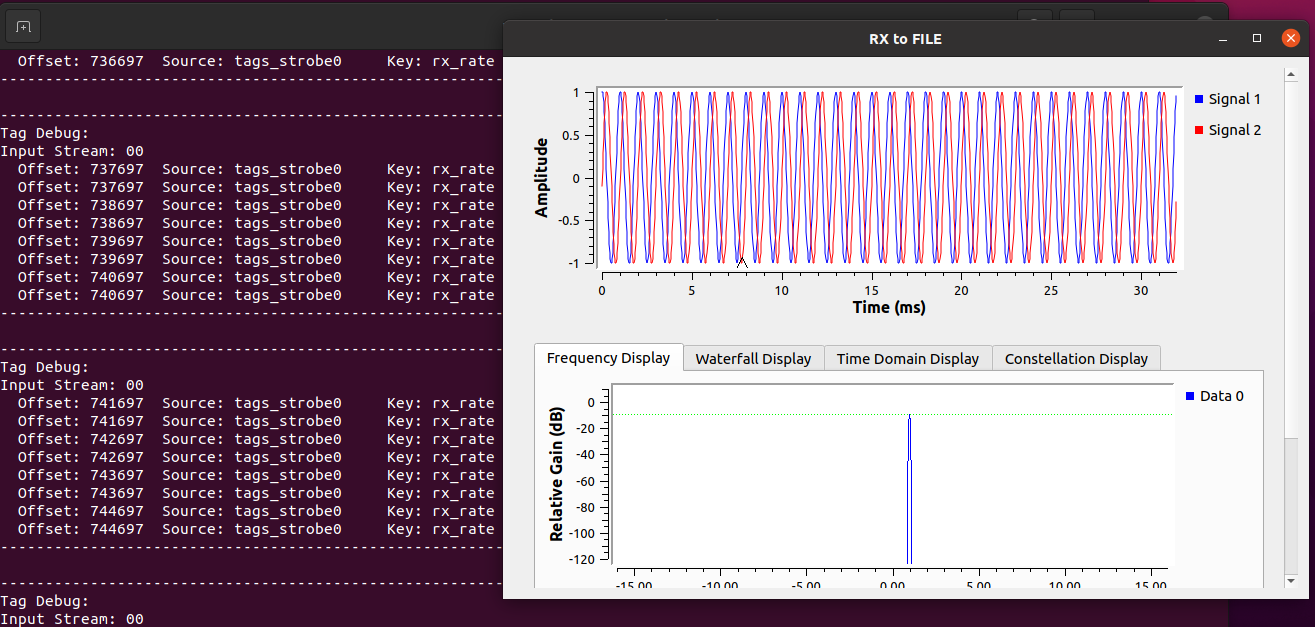 Offset: 736697  Source: tags_strobe0     Key: rx_rate
--------------------------------------------------------
--------------------------------------------------------
Tag Debug:
Input Stream: 00
Offset: 737697  Source: tags_strobe0     Key: rx_rate
Offset: 737697  Source: tags_strobe0     Key: rx_rate
Offset: 738697  Source: tags_strobe0     Key: rx_rate
Offset: 738697  Source: tags_strobe0     Key: rx_rate
Offset: 739697  Source: tags_strobe0     Key: rx_rate
Offset: 739697  Source: tags_strobe0     Key: rx_rate
Offset: 740697  Source: tags_strobe0     Key: rx_rate
Offset: 740697  Source: tags_strobe0     Key: rx_rate
--------------------------------------------------------
--------------------------------------------------------
Tag Debug:
Input Stream: 00
Offset: 741697  Source: tags_strobe0     Key: rx_rate
Offset: 741697  Source: tags_strobe0     Key: rx_rate
Offset: 742697  Source: tags_strobe0     Key: rx_rate
Offset: 742697  Source: tags_strobe0     Key: rx_rate
Offset: 743697  Source: tags_strobe0     Key: rx_rate
Offset: 743697  Source: tags_strobe0     Key: rx_rate
Offset: 744697  Source: tags_strobe0     Key: rx_rate
Offset: 744697  Source: tags_strobe0     Key: rx_rate
--------------------------------------------------------
--------------------------------------------------------
Tag Debug:
Input Stream: 00
RX to FILE
Amplitude
1
0.5
0
-0.5
-1
0 5 10 15 20 25 30
Time (ms)
Signal 1
Signal 2
Frequency Display
Waterfall Display
Time Domain Display
Constellation Display
Relative Gain (dB)
0
-20
-40
-60
-80
-100
-120
-15.00 -10.00 -5.00 0.00 5.00 10.00 15.00
Data 0